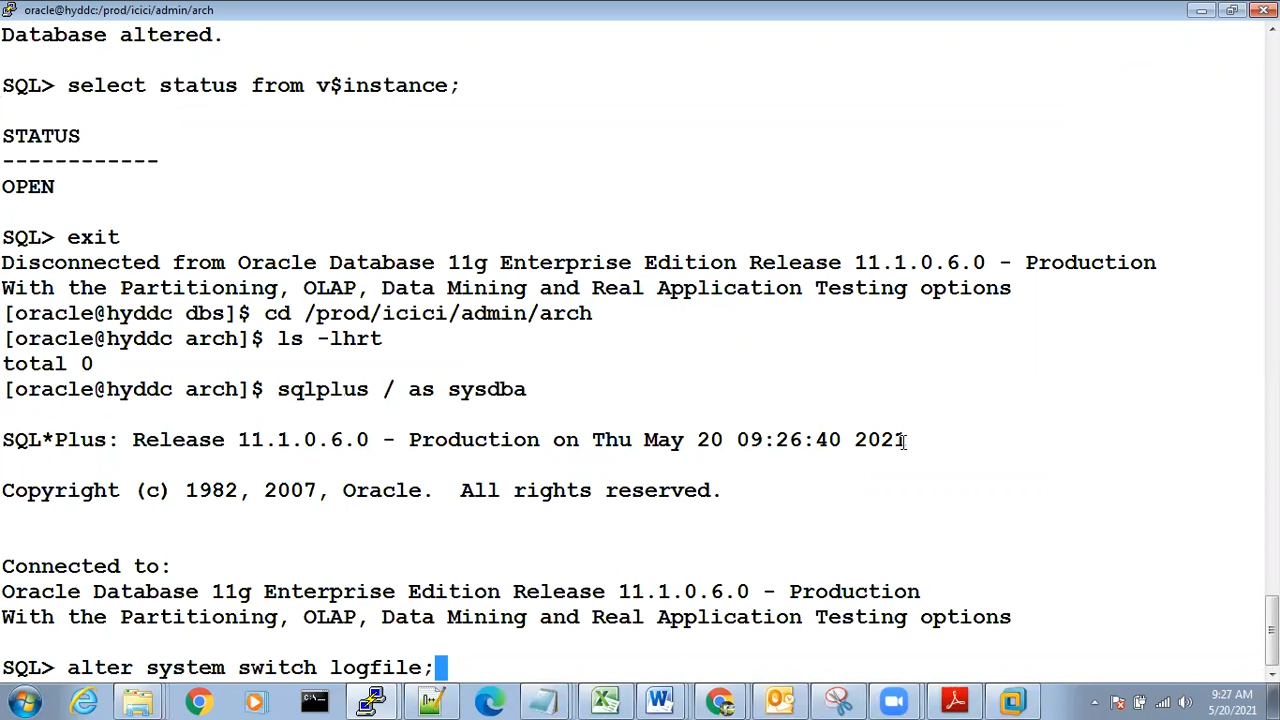 oracle@hyddc:/prod/icici/admin/arch
Database altered.
SQL> select status from v$instance;
STATUS
------------
OPEN
SQL> exit
Disconnected from Oracle Database 11g Enterprise Edition Release 11.1.0.6.0 - Production
With the Partitioning, OLAP, Data Mining and Real Application Testing options
[oracle@hyddc dbs]$ cd /prod/icici/admin/arch
[oracle@hyddc arch]$ ls -lhrt
total 0
[oracle@hyddc arch]$ sqlplus / as sysdba
SQL*Plus: Release 11.1.0.6.0 - Production on Thu May 20 09:26:40 2021
Copyright (c) 1982, 2007, Oracle.  All rights reserved.
Connected to:
Oracle Database 11g Enterprise Edition Release 11.1.0.6.0 - Production
With the Partitioning, OLAP, Data Mining and Real Application Testing options
SQL> alter system switch logfile;
9:27 AM
5/20/2021